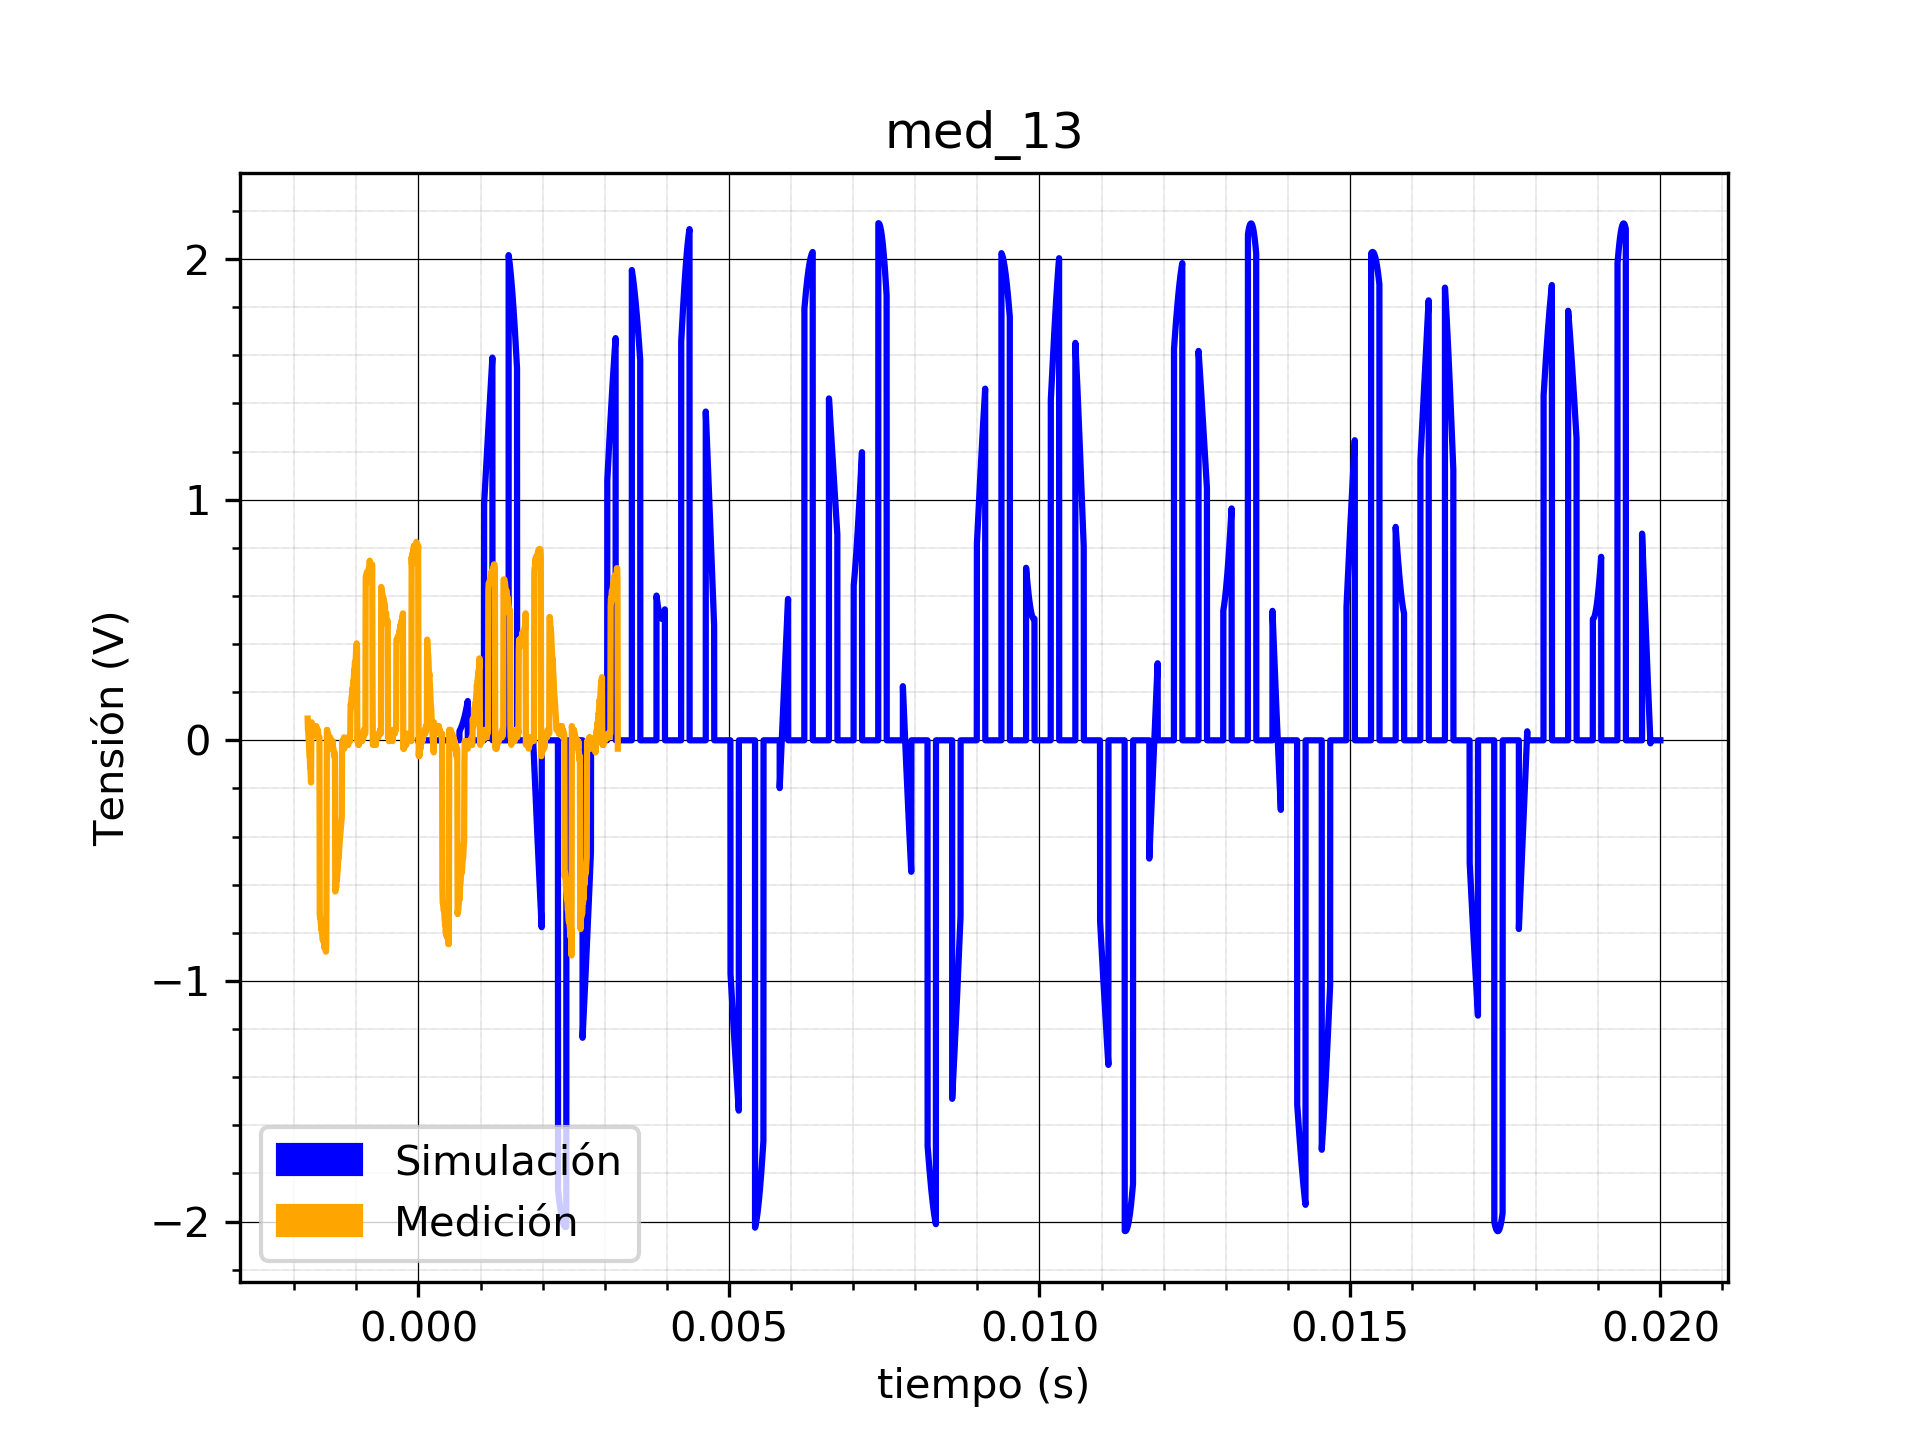 med_13
Tensión (V)
2
1
0
−1
−2
Simulación
Medición
0.000 0.005 0.010 0.015 0.020
tiempo (s)